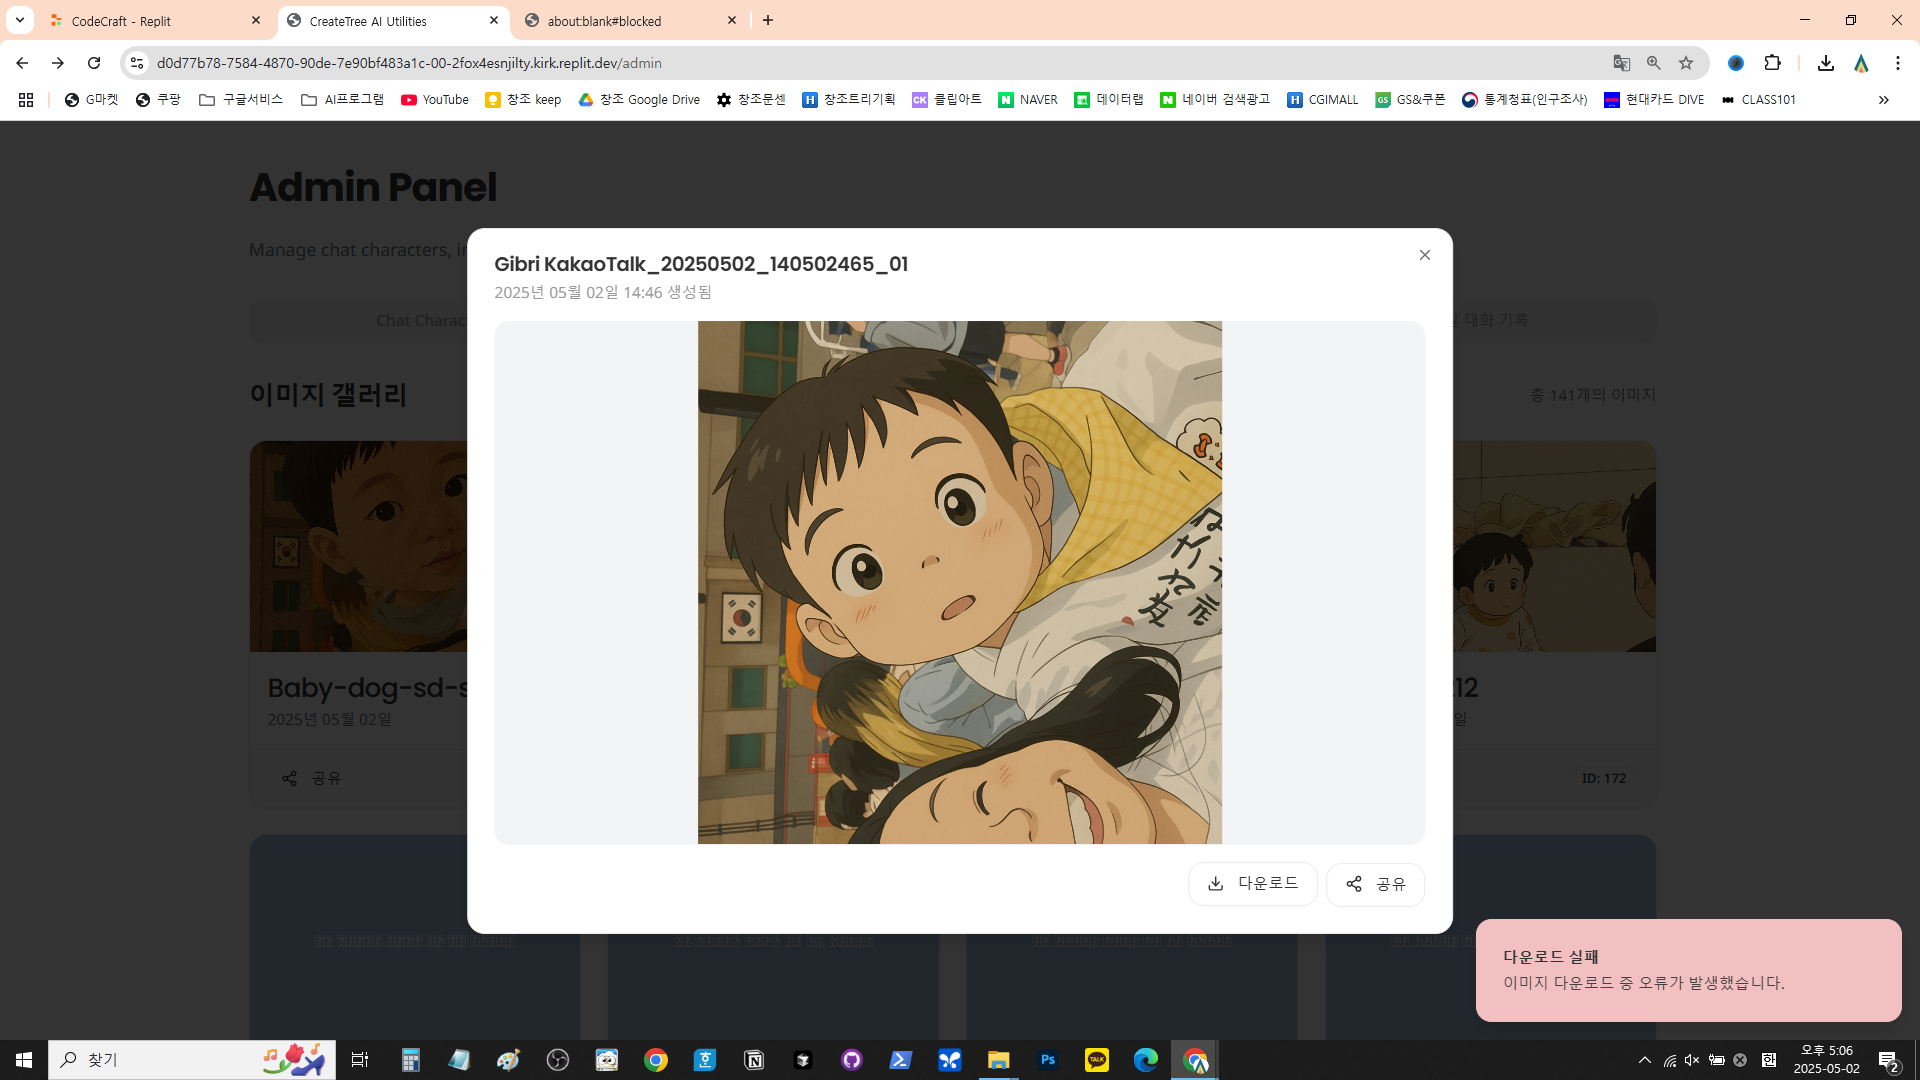 CodeCraft - Replit
CreateTree AI Utilities
about:blank#blocked
d0d77b78-7584-4870-90de-7e90bf483a1c-00-2fox4esnjilty.kirk.replit.dev/admin
G마켓
쿠팡
구글서비스
AI프로그램
YouTube
창조 keep
창조 Google Drive
창조문센
창조트리기획
클립아트
NAVER
데이터랩
네이버 검색광고
CGIMALL
GS&쿠폰
통계청표(인구조사)
현대카드 DIVE
CLASS101
Admin Panel
Manage chat characters,
Chat Charac
대화 기록
이미지 갤러리
총 141개의 이미지
Gibri KakaoTalk_20250502_140502465_01
2025년 05월 02일 14:46 생성됨
Baby-dog-sd-s
2025년 05월 02일
공유
12
일
ID: 172
다운로드
공유
다운로드 실패
이미지 다운로드 중 오류가 발생했습니다.
찾기
TALK
Ps
한
오후 5:06
2025-05-02
2